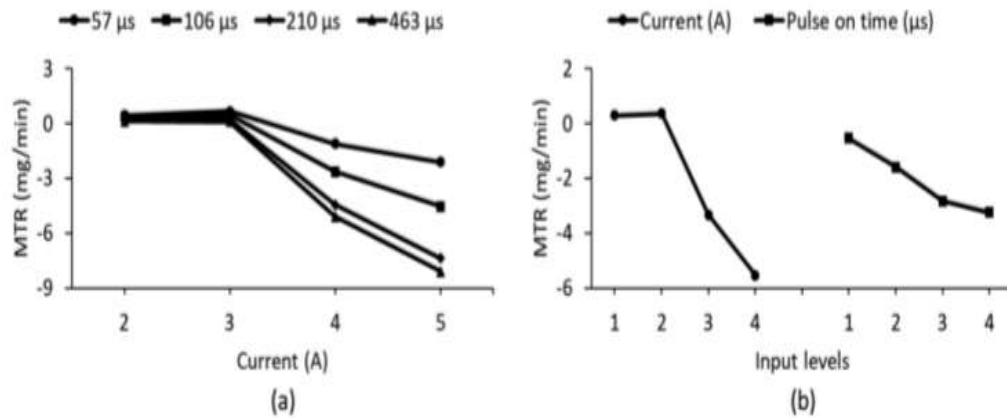 57 µs 106 µs 210 µs 463 µs
MTR (mg/min)
3
0
-3
-6
-9
2 3 4 5
Current (A)
(a)
Current (A) Pulse on time (µs)
MTR (mg/min)
2
0
-2
-4
-6
1 2 3 4 1 2 3 4
Input levels
(b)